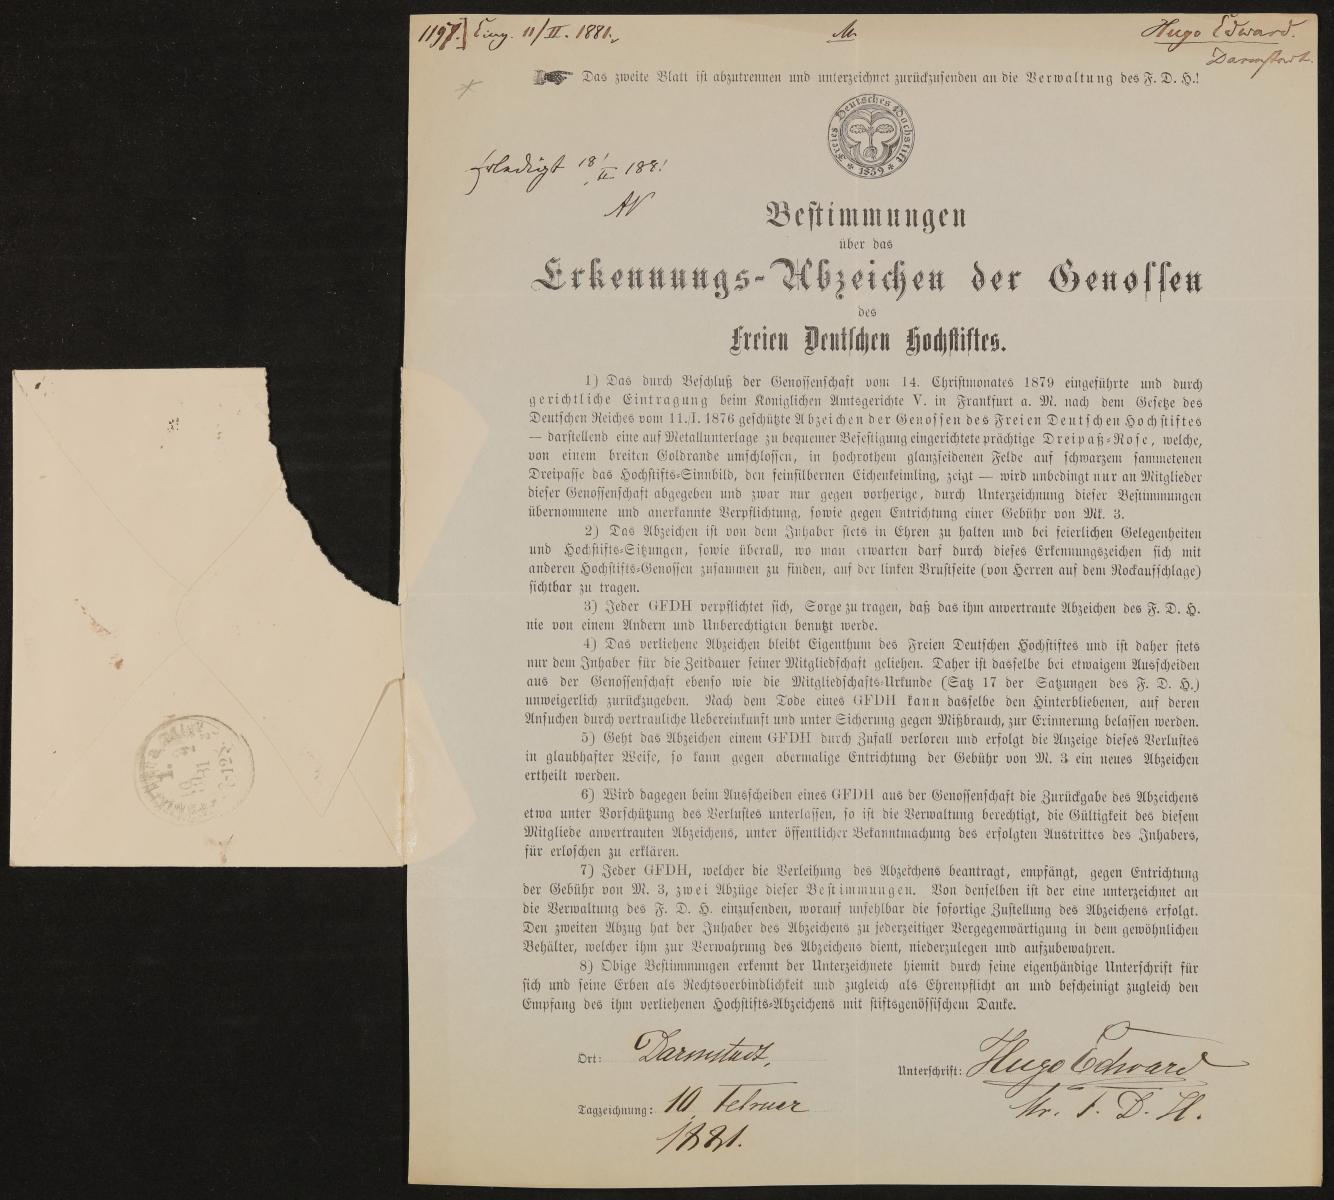 1197.] Eing. 11/II. 1881.
M
Hugo Edward.
Darmstadt.
Das zweite Blatt ist abzutrennen und unterzeichnet zurückzusenden an die Verwaltung des F. D. H.!
Freies Deutsches Hochstift * 1859 *
Erledigt 18/II 1881
Bestimmungen
über das
Erkennungs-Abzeichen der Genossen
des
Freien Deutschen Hochstiftes.
1) Das durch Beschluß der Genossenschaft vom 14. Christmonates 1879 eingeführte und durch
gerichtliche Eintragung beim Königlichen Amtsgerichte V. in Frankfurt a. M. nach dem Gesetze des
Deutschen Reiches vom 11./I. 1876 geschützte Abzeichen der Genossen des Freien Deutschen Hochstiftes
— darstellend eine auf Metallunterlage zu bequemer Befestigung eingerichtete prächtige Dreipaß-Rose, welche,
von einem breiten Goldrande umschlossen, in hochrothem glanzseidenen Felde auf schwarzem sammetenen
Dreipasse das Hochstifts-Sinnbild, den feinsilbernen Eichenkeimling, zeigt — wird unbedingt nur an Mitglieder
dieser Genossenschaft abgegeben und zwar nur gegen vorherige, durch Unterzeichnung dieser Bestimmungen
übernommene und anerkannte Verpflichtung, sowie gegen Entrichtung einer Gebühr von Mk. 3.
2) Das Abzeichen ist von dem Inhaber stets in Ehren zu halten und bei feierlichen Gelegenheiten
und Hochstifts-Sitzungen, sowie überall, wo man erwarten darf durch dieses Erkennungszeichen sich mit
anderen Hochstifts-Genossen zusammen zu finden, auf der linken Brustseite (von Herren auf dem Rockaufschlage)
sichtbar zu tragen.
3) Jeder GFDH verpflichtet sich, Sorge zu tragen, daß das ihm anvertraute Abzeichen des F. D. H.
nie von einem Andern und Unberechtigten benutzt werde.
4) Das verliehene Abzeichen bleibt Eigenthum des Freien Deutschen Hochstiftes und ist daher stets
nur dem Inhaber für die Zeitdauer seiner Mitgliedschaft geliehen. Daher ist dasselbe bei etwaigem Ausscheiden
aus der Genossenschaft ebenso wie die Mitgliedschafts-Urkunde (Satz 17 der Satzungen des F. D. H.)
unweigerlich zurückzugeben. Nach dem Tode eines GFDH kann dasselbe den Hinterbliebenen, auf deren
Ansuchen durch vertrauliche Uebereinkunft und unter Sicherung gegen Mißbrauch, zur Erinnerung belassen werden.
5) Geht das Abzeichen einem GFDH durch Zufall verloren und erfolgt die Anzeige dieses Verlustes
in glaubhafter Weise, so kann gegen abermalige Entrichtung der Gebühr von M. 3 ein neues Abzeichen
ertheilt werden.
6) Wird dagegen beim Ausscheiden eines GFDH aus der Genossenschaft die Zurückgabe des Abzeichens
etwa unter Vorschützung des Verlustes unterlassen, so ist die Verwaltung berechtigt, die Gültigkeit des diesem
Mitgliede anvertrauten Abzeichens, unter öffentlicher Bekanntmachung des erfolgten Austrittes des Inhabers,
für erloschen zu erklären.
7) Jeder GFDH, welcher die Verleihung des Abzeichens beantragt, empfängt, gegen Entrichtung
der Gebühr von M. 3, zwei Abzüge dieser Bestimmungen. Von denselben ist der eine unterzeichnet an
die Verwaltung des F. D. H. einzusenden, worauf unfehlbar die sofortige Zustellung des Abzeichens erfolgt.
Den zweiten Abzug hat der Inhaber des Abzeichens zu jederzeitiger Vergegenwärtigung in dem gewöhnlichen
Behälter, welcher ihm zur Verwahrung des Abzeichens dient, niederzulegen und aufzubewahren.
8) Obige Bestimmungen erkennt der Unterzeichnete hiemit durch seine eigenhändige Unterschrift für
sich und seine Erben als Rechtsverbindlichkeit und zugleich als Ehrenpflicht an und bescheinigt zugleich den
Empfang des ihm verliehenen Hochstifts-Abzeichens mit stiftsgenössischem Danke.
Ort: Darmstadt,
Unterschrift: Hugo Edward
Mr. F. D. H.
Tagzeichnung: 10 Februar
1881.